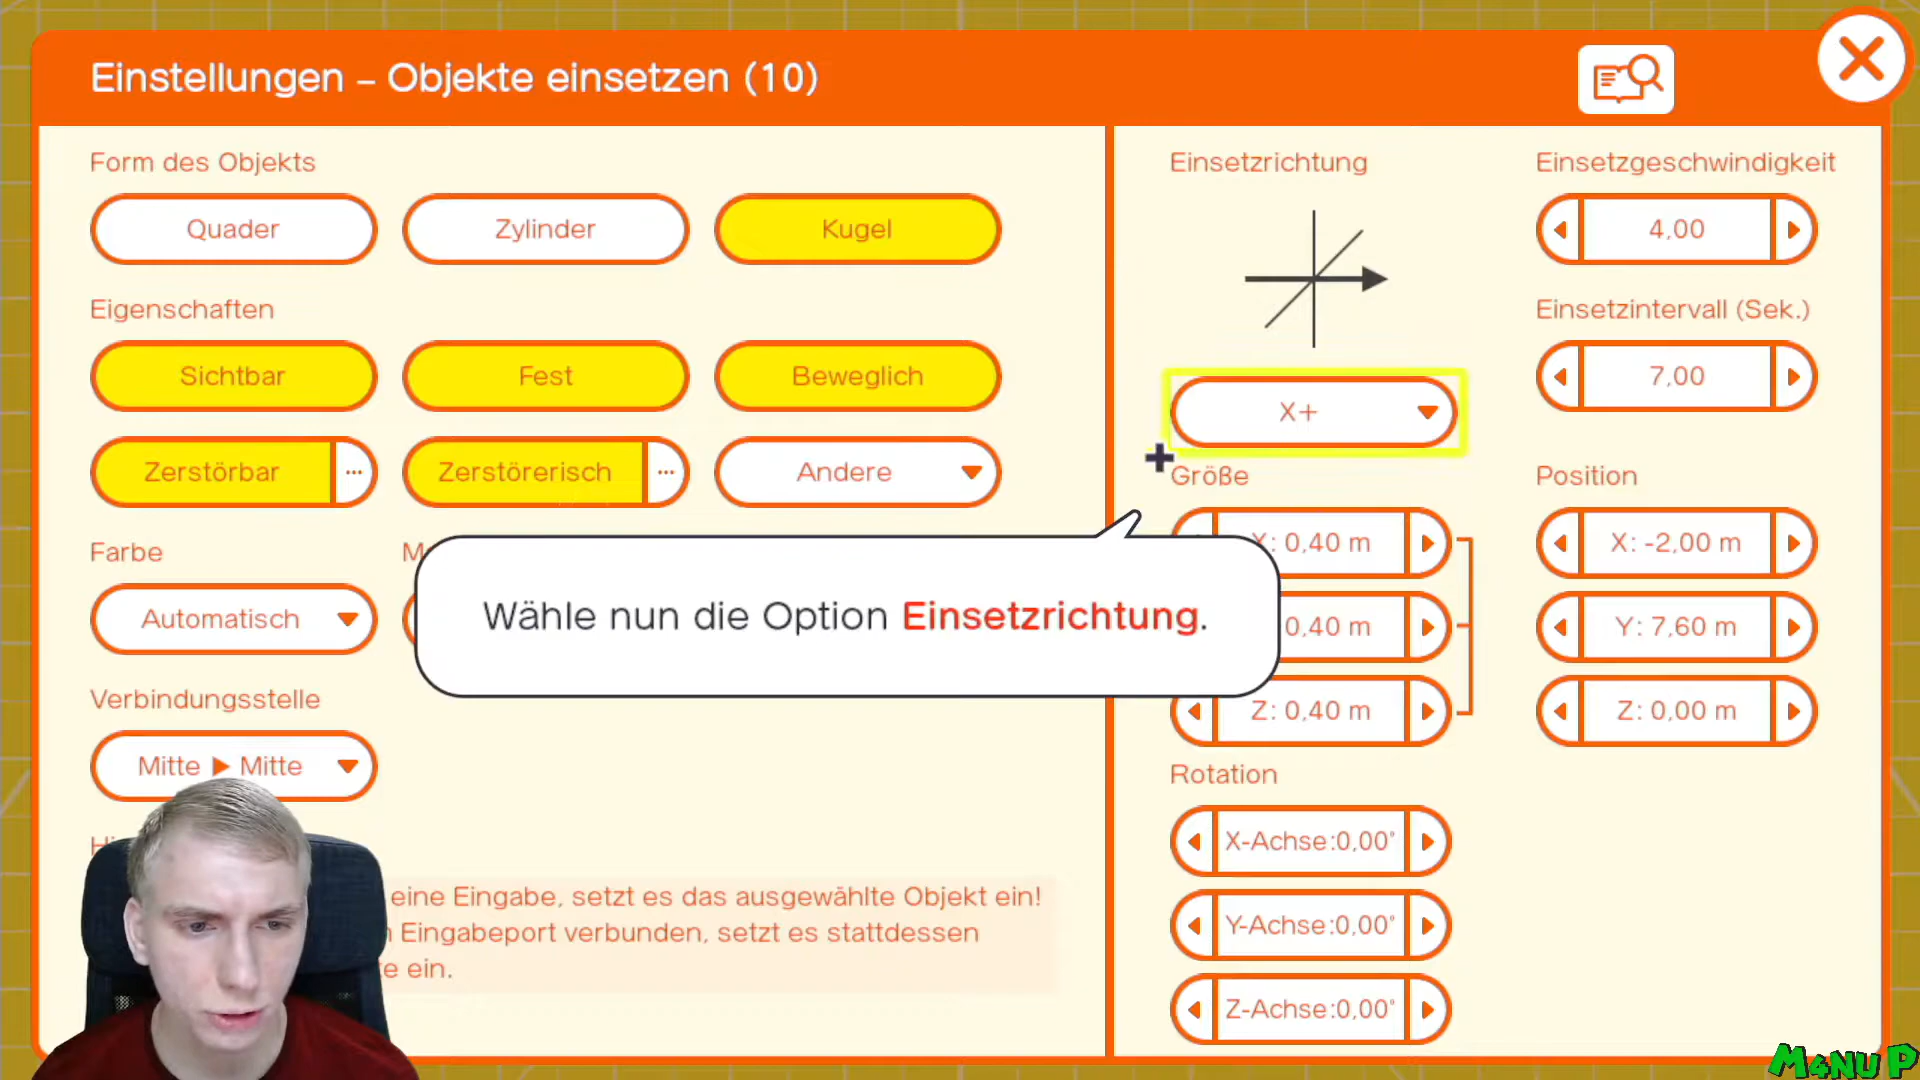 Einstellungen – Objekte einsetzen (10)
Form des Objekts
Quader
Zylinder
Kugel
Eigenschaften
Sichtbar
Fest
Beweglich
Zerstörbar
...
Zerstörerisch
...
Andere
Farbe
Automatisch
Verbindungsstelle
Mitte ▶ Mitte
eine Eingabe, setzt es das ausgewählte Objekt ein!
Eingabeport verbunden, setzt es stattdessen
ein.
Wähle nun die Option Einsetzrichtung.
Einsetzrichtung
X+
Größe
X: 0,40 m
0,40 m
Z: 0,40 m
Rotation
X-Achse:0,00°
Y-Achse:0,00°
Z-Achse:0,00°
Einsetzgeschwindigkeit
4,00
Einsetzintervall (Sek.)
7,00
Position
X: -2,00 m
Y: 7,60 m
Z: 0,00 m
M4NU P